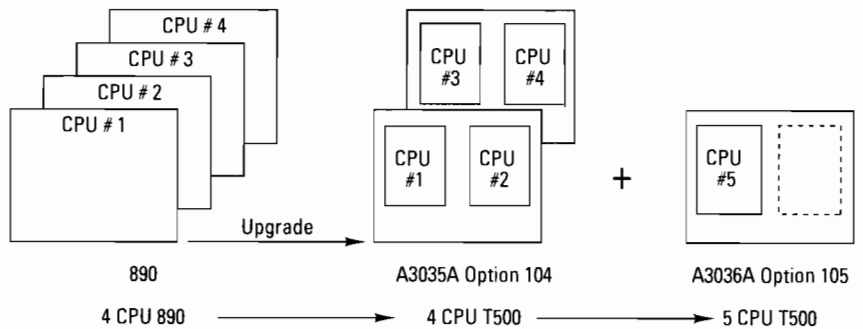 CPU # 4
CPU # 3
CPU # 2
CPU # 1
CPU
#3
CPU
#4
CPU
#1
CPU
#2
+
CPU
#5
Upgrade
890
A3035A Option 104
A3036A Option 105
4 CPU 890
4 CPU T500
5 CPU T500